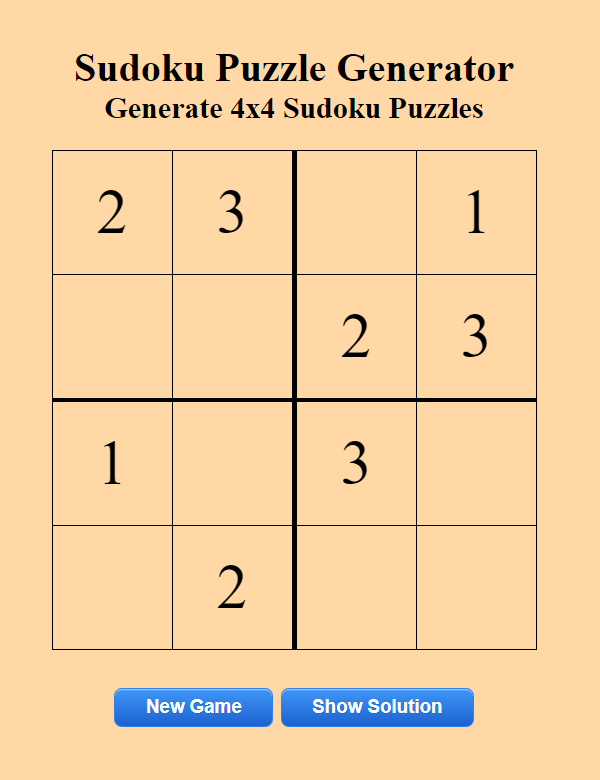 Sudoku Puzzle Generator
Generate 4x4 Sudoku Puzzles
2 3 1
2 3
1 3
2
New Game Show Solution